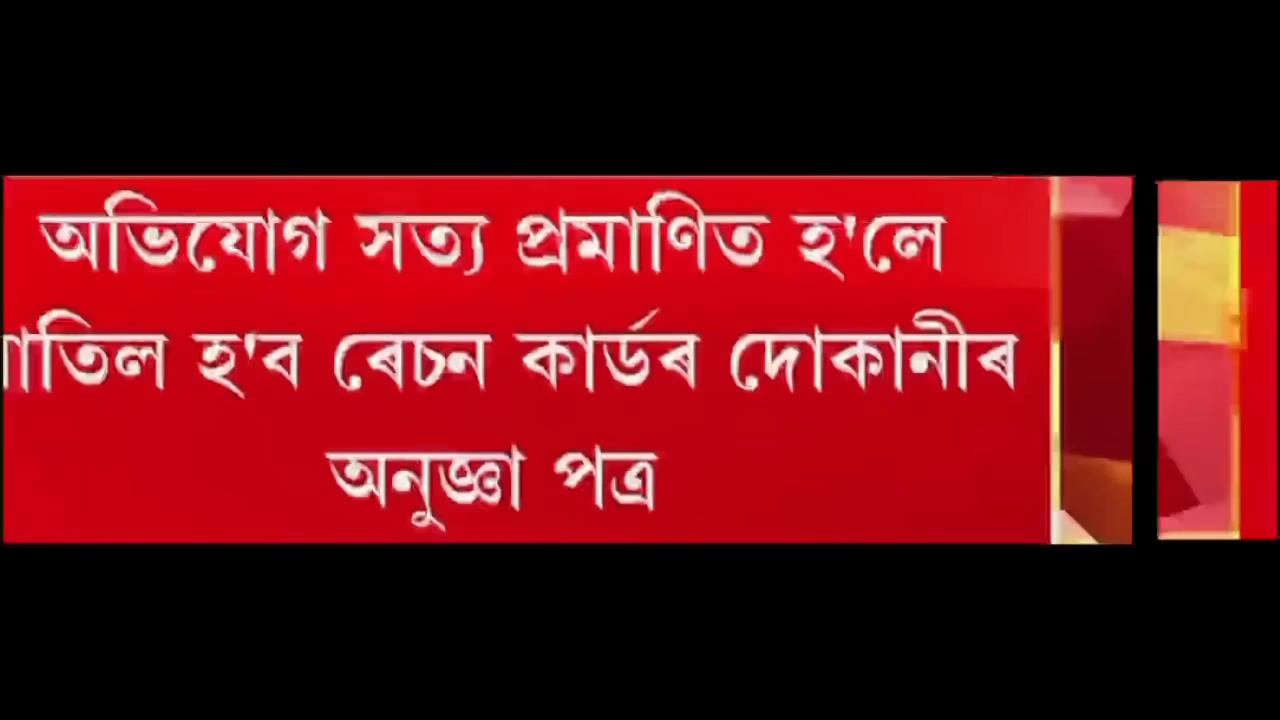 অভিযোগ সত্য প্ৰমাণিত হ'লে
হ'ব ৰেচন কাৰ্ডৰ দোকানীৰ
অনুজ্ঞা পত্ৰ